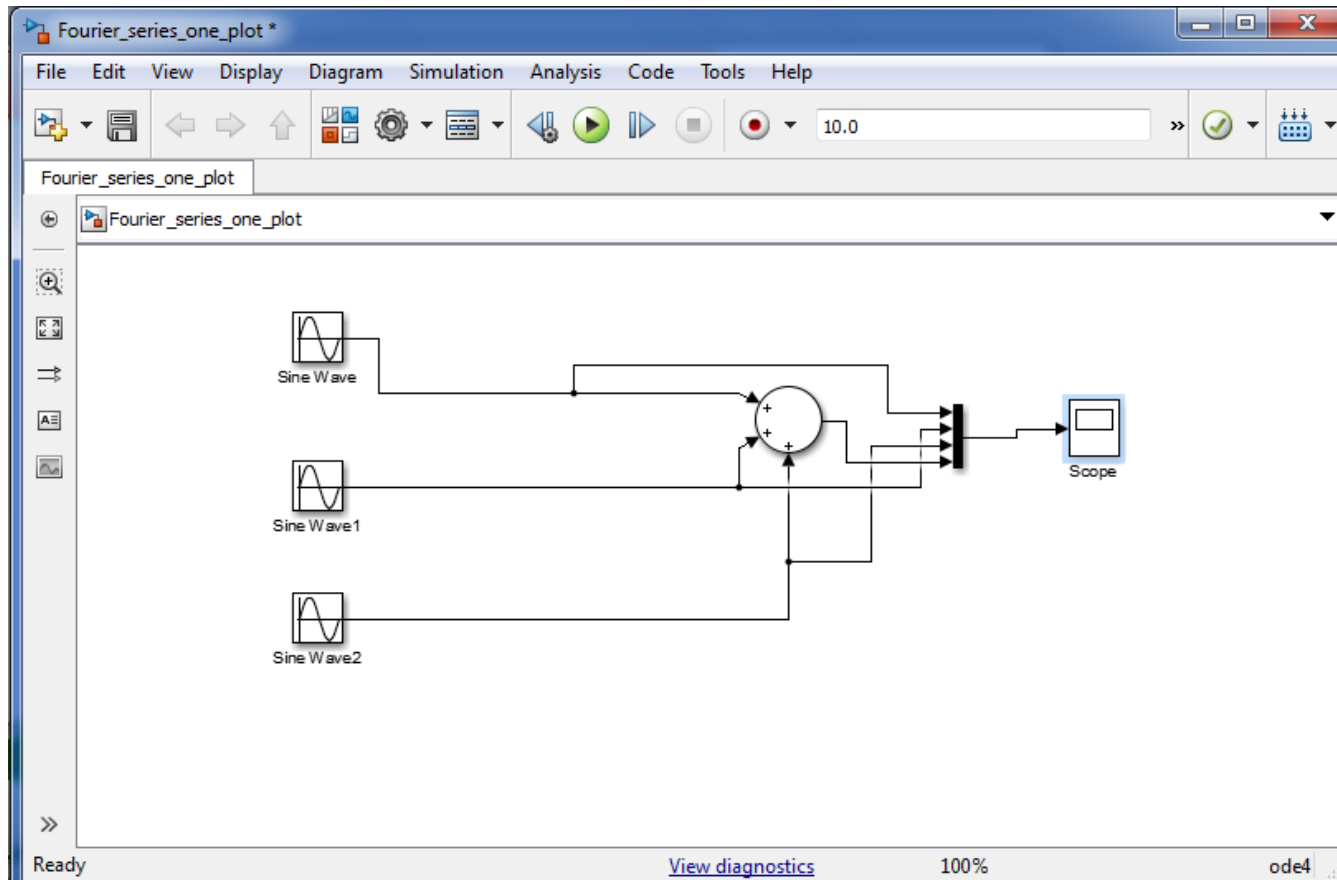 Fourier_series_one_plot *
File Edit View Display Diagram Simulation Analysis Code Tools Help
10.0
Fourier_series_one_plot
Fourier_series_one_plot
Sine Wave
Scope
Sine Wave1
Sine Wave2
Ready View diagnostics 100% ode4